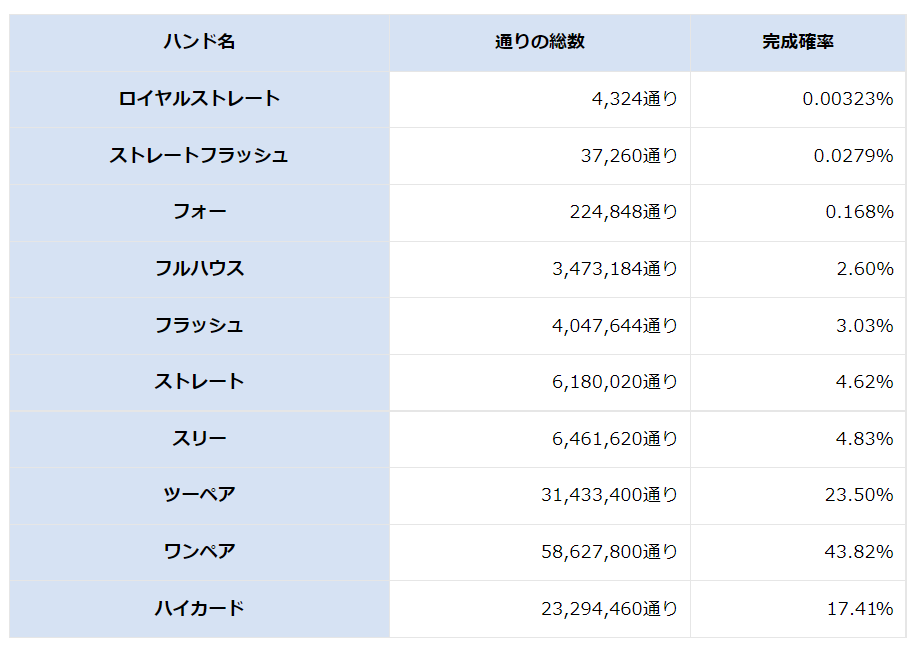 ハンド名 通りの総数 完成確率
ロイヤルストレート 4,324通り 0.00323%
ストレートフラッシュ 37,260通り 0.0279%
フォー 224,848通り 0.168%
フルハウス 3,473,184通り 2.60%
フラッシュ 4,047,644通り 3.03%
ストレート 6,180,020通り 4.62%
スリー 6,461,620通り 4.83%
ツーペア 31,433,400通り 23.50%
ワンペア 58,627,800通り 43.82%
ハイカード 23,294,460通り 17.41%